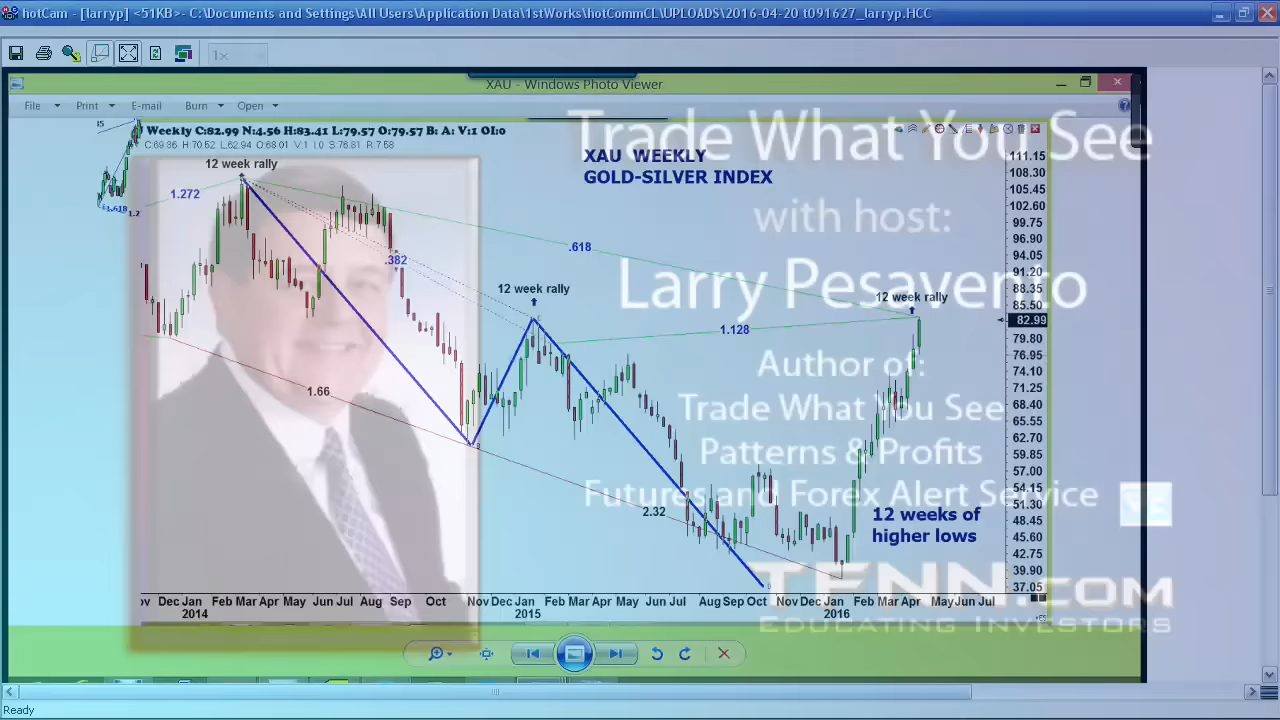 hotCam - [larryp] <51KB>- C:\Documents and Settings\All Users\Application Data\1stWorks\hotCommCL\UPLOADS\2016-04-20 t091627_larryp.HCC
1x
XAU - Windows Photo Viewer
File Print E-mail Burn Open
Weekly C:82.99 N:4.56 H:83.41 L:79.57 O:79.57 B: A: V:1 OI:0
Trade What You See
12 week rally
XAU WEEKLY
GOLD-SILVER INDEX
111.15
108.30
105.45
102.60
99.75
96.90
94.05
91.20
88.35
85.50
82.99
79.80
76.95
74.10
71.25
68.40
65.55
62.70
59.85
57.00
54.15
51.30
48.45
45.60
42.75
39.90
37.05
1.272
1.618
1.2
with host:
.618
.382
Larry Pesavento
12 week rally
12 week rally
1.128
Author of:
1.66
Trade What You See
Patterns & Profits
Futures and Forex Alert Service
2.32
12 weeks of
higher lows
TFNN.COM
EDUCATING INVESTORS
Dec Jan Feb Mar Apr May Jun Jul Aug Sep Oct Nov Dec Jan Feb Mar Apr May Jun Jul Aug Sep Oct Nov Dec Jan Feb Mar Apr May Jun Jul
2014 2015 2016
Ready